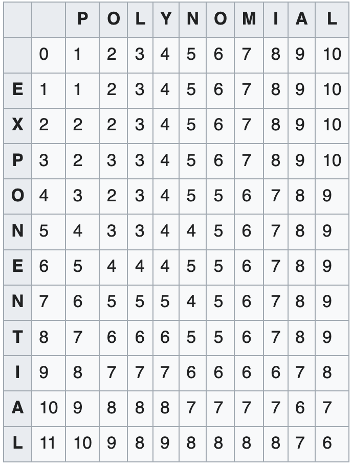 P O L Y N O M I A L
0 1 2 3 4 5 6 7 8 9 10
E 1 1 2 3 4 5 6 7 8 9 10
X 2 2 2 3 4 5 6 7 8 9 10
P 3 2 3 3 4 5 6 7 8 9 10
O 4 3 2 3 4 5 5 6 7 8 9
N 5 4 3 3 4 4 5 6 7 8 9
E 6 5 4 4 4 5 5 6 7 8 9
N 7 6 5 5 5 4 5 6 7 8 9
T 8 7 6 6 6 5 5 6 7 8 9
I 9 8 7 7 7 6 6 6 6 7 8
A 10 9 8 8 8 7 7 7 7 6 7
L 11 10 9 8 9 8 8 8 8 7 6